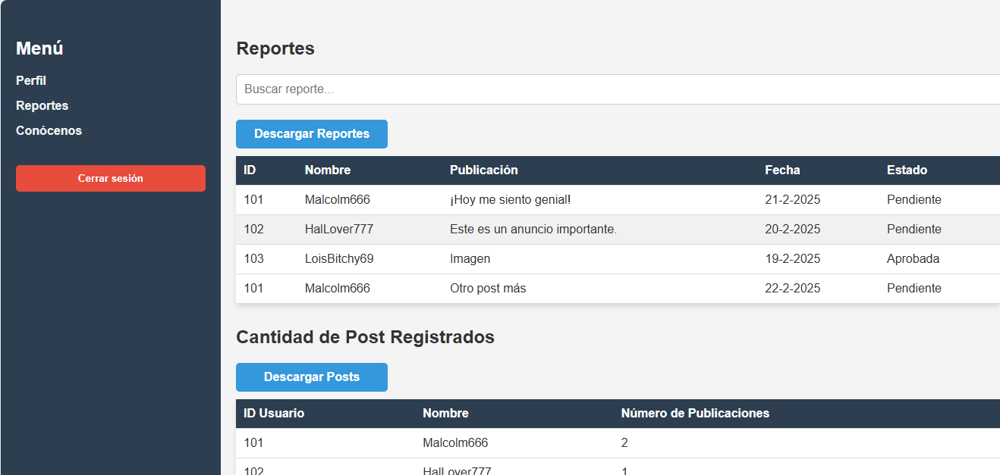 Menú
Perfil
Reportes
Conócenos
Cerrar sesión
Reportes
Buscar reporte...
Descargar Reportes
ID Nombre Publicación Fecha Estado
101 Malcolm666 ¡Hoy me siento genial! 21-2-2025 Pendiente
102 HalLover777 Este es un anuncio importante. 20-2-2025 Pendiente
103 LoisBitchy69 Imagen 19-2-2025 Aprobada
101 Malcolm666 Otro post más 22-2-2025 Pendiente
Cantidad de Post Registrados
Descargar Posts
ID Usuario Nombre Número de Publicaciones
101 Malcolm666 2
102 HalLover777 1